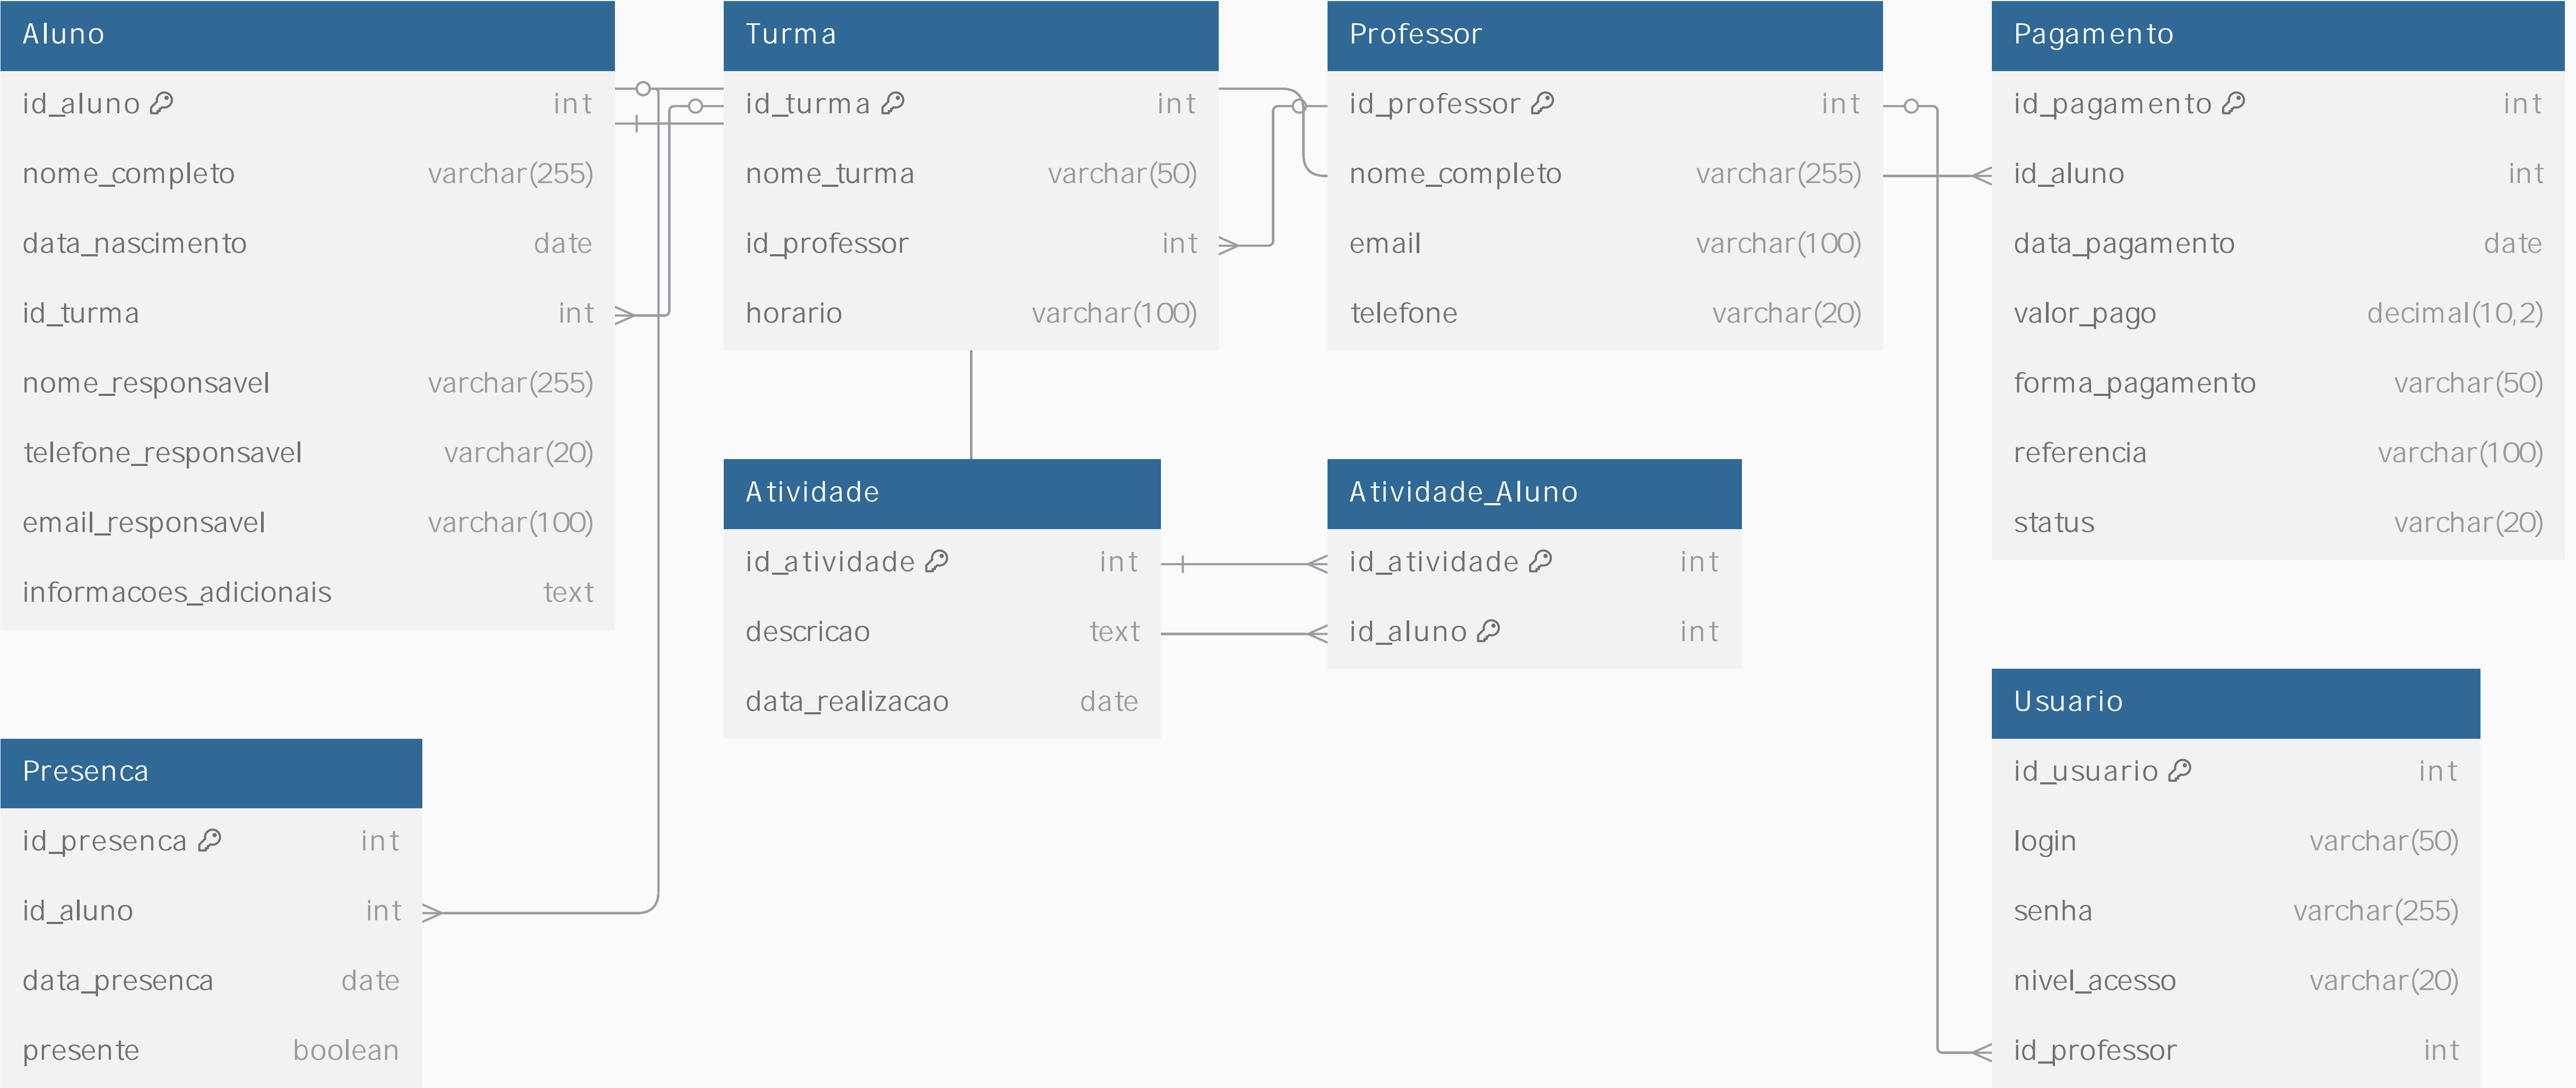 Aluno
id_aluno int
nome_completo varchar(255)
data_nascimento date
id_turma int
nome_responsavel varchar(255)
telefone_responsavel varchar(20)
email_responsavel varchar(100)
informacoes_adicionais text
Turma
id_turma int
nome_turma varchar(50)
id_professor int
horario varchar(100)
Professor
id_professor int
nome_completo varchar(255)
email varchar(100)
telefone varchar(20)
Pagamento
id_pagamento int
id_aluno int
data_pagamento date
valor_pago decimal(10,2)
forma_pagamento varchar(50)
referencia varchar(100)
status varchar(20)
Atividade
id_atividade int
descricao text
data_realizacao date
Atividade_Aluno
id_atividade int
id_aluno int
Presenca
id_presenca int
id_aluno int
data_presenca date
presente boolean
Usuario
id_usuario int
login varchar(50)
senha varchar(255)
nivel_acesso varchar(20)
id_professor int